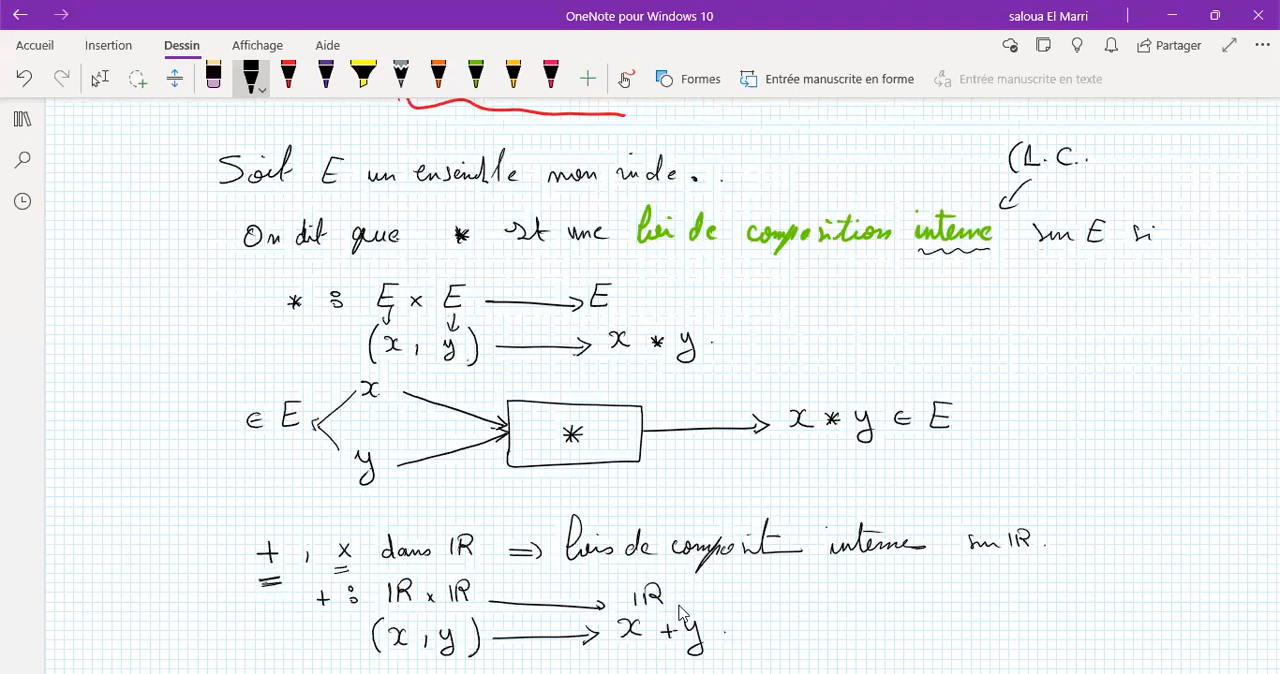 OneNote pour Windows 10
saloua El Marri
Accueil Insertion Dessin Affichage Aide
Partager
Formes Entrée manuscrite en forme Entrée manuscrite en texte
(L.C.
Soit E un ensemble non vide.
On dit que * est une loi de composition interne sur E si
* : E × E ⟶ E
(x, y) ⟶ x * y.
x
∈ E * x * y ∈ E
y
+, × dans IR ⟹ lois de composit interne sur IR.
+ : IR × IR ⟶ IR
(x, y) ⟶ x + y.